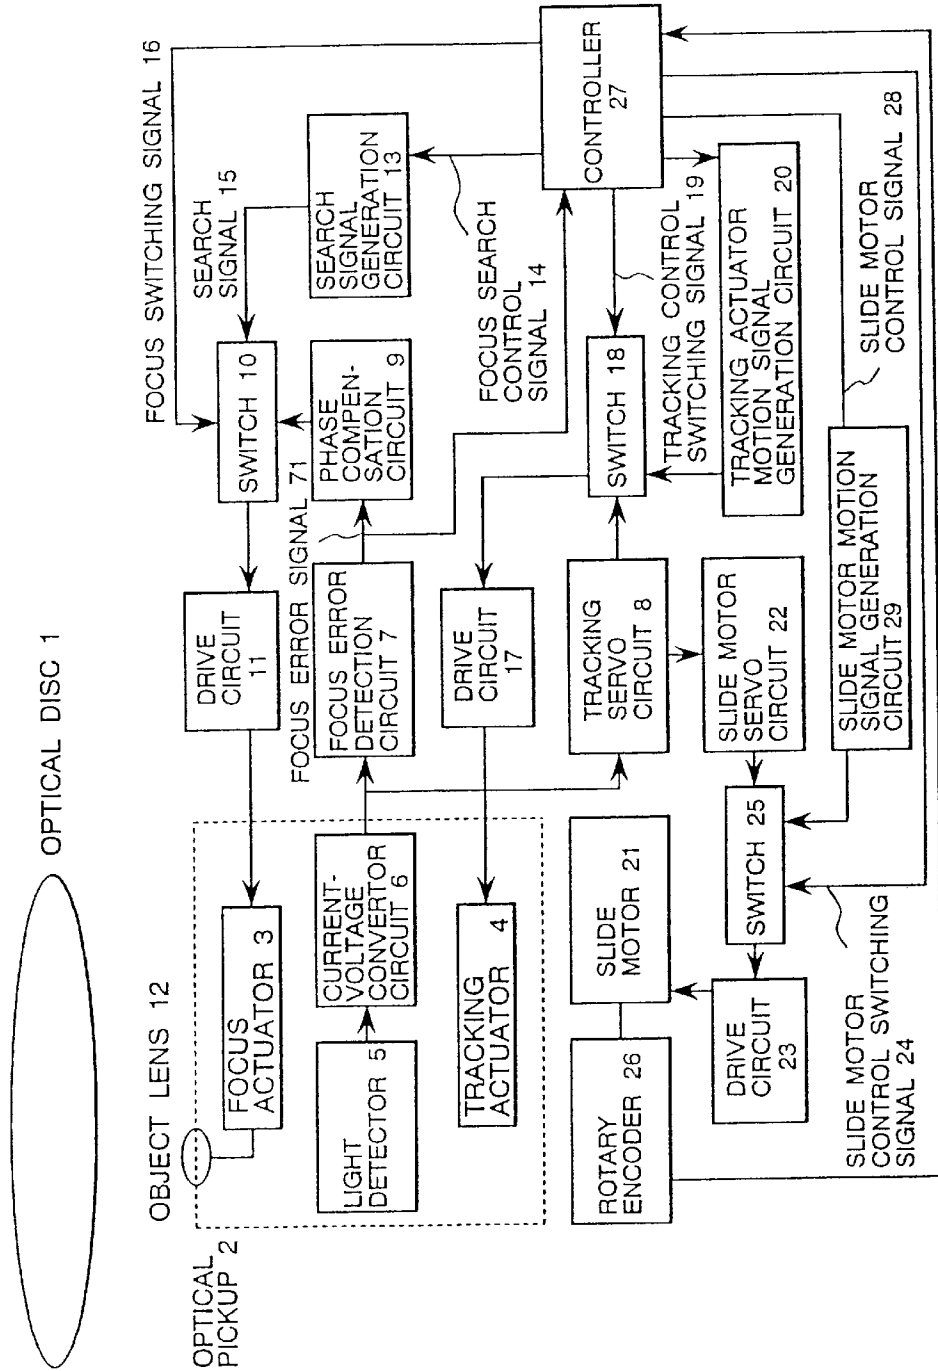 OPTICAL DISC 1
OBJECT LENS 12
OPTICAL
PICKUP 2
FOCUS
ACTUATOR 3
LIGHT
DETECTOR 5
CURRENT-
VOLTAGE
CONVERTOR
CIRCUIT 6
TRACKING
ACTUATOR 4
DRIVE
CIRCUIT
11
FOCUS ERROR SIGNAL 71
FOCUS ERROR
DETECTION
CIRCUIT 7
DRIVE
CIRCUIT
17
FOCUS SWITCHING SIGNAL 16
SEARCH
SIGNAL 15
SWITCH 10
PHASE
COMPEN-
SATION
CIRCUIT 9
SEARCH
SIGNAL
GENERATION
CIRCUIT 13
FOCUS SEARCH
CONTROL
SIGNAL 14
CONTROLLER
27
ROTARY
ENCODER 26
SLIDE
MOTOR 21
TRACKING
SERVO
CIRCUIT 8
SWITCH 18
TRACKING CONTROL
SWITCHING SIGNAL 19
DRIVE
CIRCUIT
23
SWITCH 25
SLIDE MOTOR
SERVO
CIRCUIT 22
TRACKING ACTUATOR
MOTION SIGNAL
GENERATION CIRCUIT 20
SLIDE MOTOR
CONTROL SWITCHING
SIGNAL 24
SLIDE MOTOR MOTION
SIGNAL GENERATION
CIRCUIT 29
SLIDE MOTOR
CONTROL SIGNAL 28